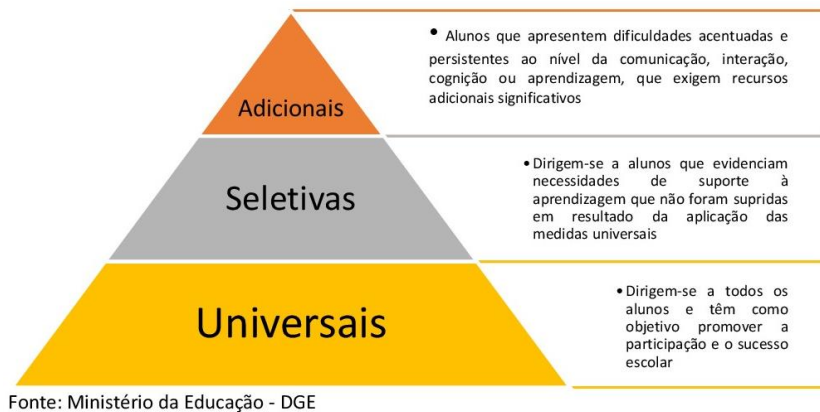 • Alunos que apresentem dificuldades acentuadas e
persistentes ao nível da comunicação, interação,
cognição ou aprendizagem, que exigem recursos
adicionais significativos
Adicionais
•Dirigem-se a alunos que evidenciam
necessidades de suporte à
aprendizagem que não foram supridas
em resultado da aplicação das
medidas universais
Seletivas
•Dirigem-se a todos os
alunos e têm como
objetivo promover a
participação e o sucesso
escolar
Universais
Fonte: Ministério da Educação - DGE